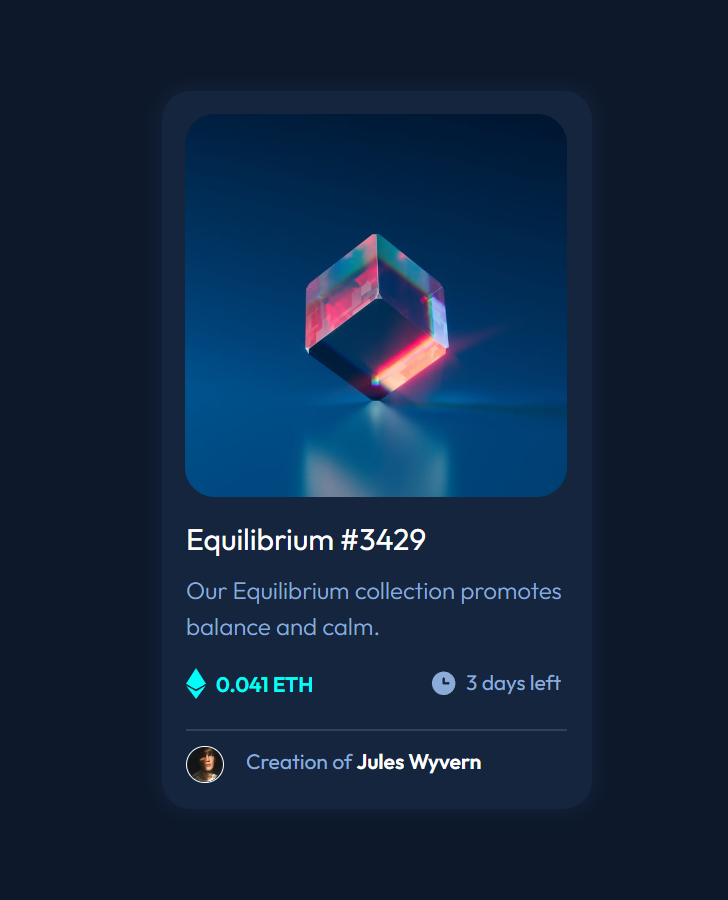 Equilibrium #3429
Our Equilibrium collection promotes
balance and calm.
0.041 ETH
3 days left
Creation of Jules Wyvern